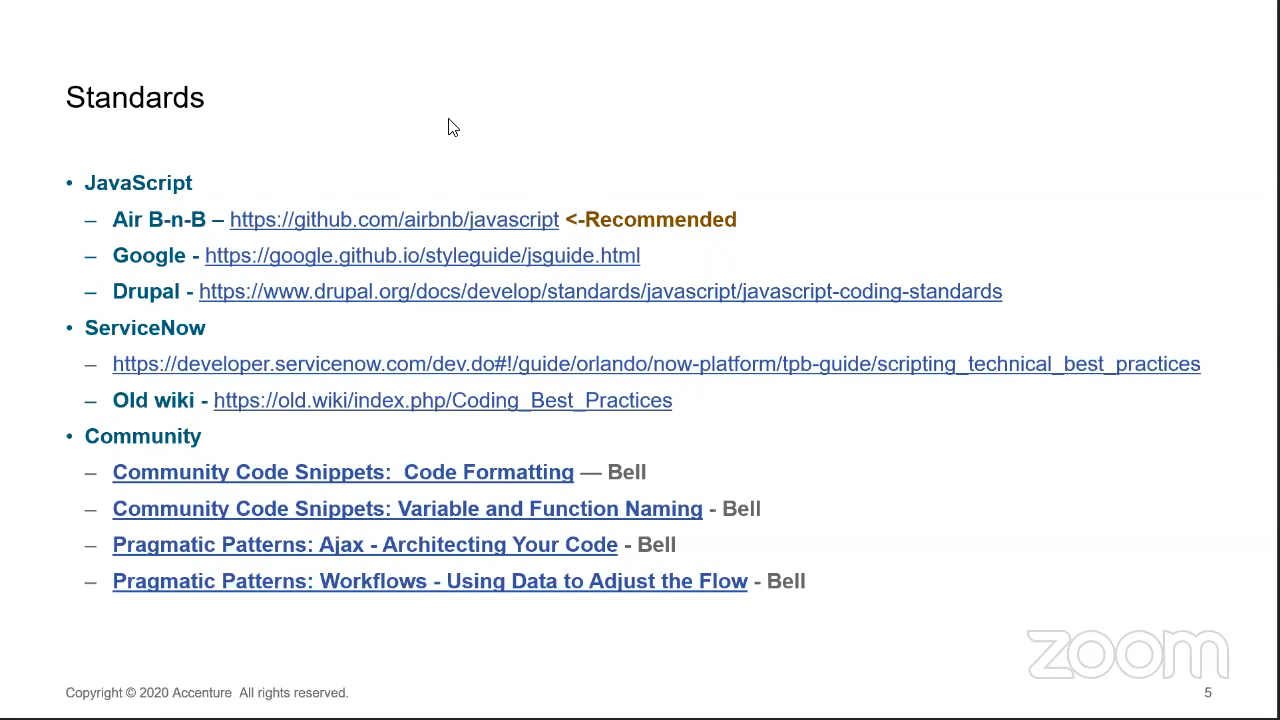 Standards
• JavaScript
– Air B-n-B – https://github.com/airbnb/javascript <-Recommended
– Google - https://google.github.io/styleguide/jsguide.html
– Drupal - https://www.drupal.org/docs/develop/standards/javascript/javascript-coding-standards
• ServiceNow
– https://developer.servicenow.com/dev.do#!/guide/orlando/now-platform/tpb-guide/scripting_technical_best_practices
– Old wiki - https://old.wiki/index.php/Coding_Best_Practices
• Community
– Community Code Snippets:  Code Formatting — Bell
– Community Code Snippets: Variable and Function Naming - Bell
– Pragmatic Patterns: Ajax - Architecting Your Code - Bell
– Pragmatic Patterns: Workflows - Using Data to Adjust the Flow - Bell
zoom
Copyright © 2020 Accenture  All rights reserved.
5